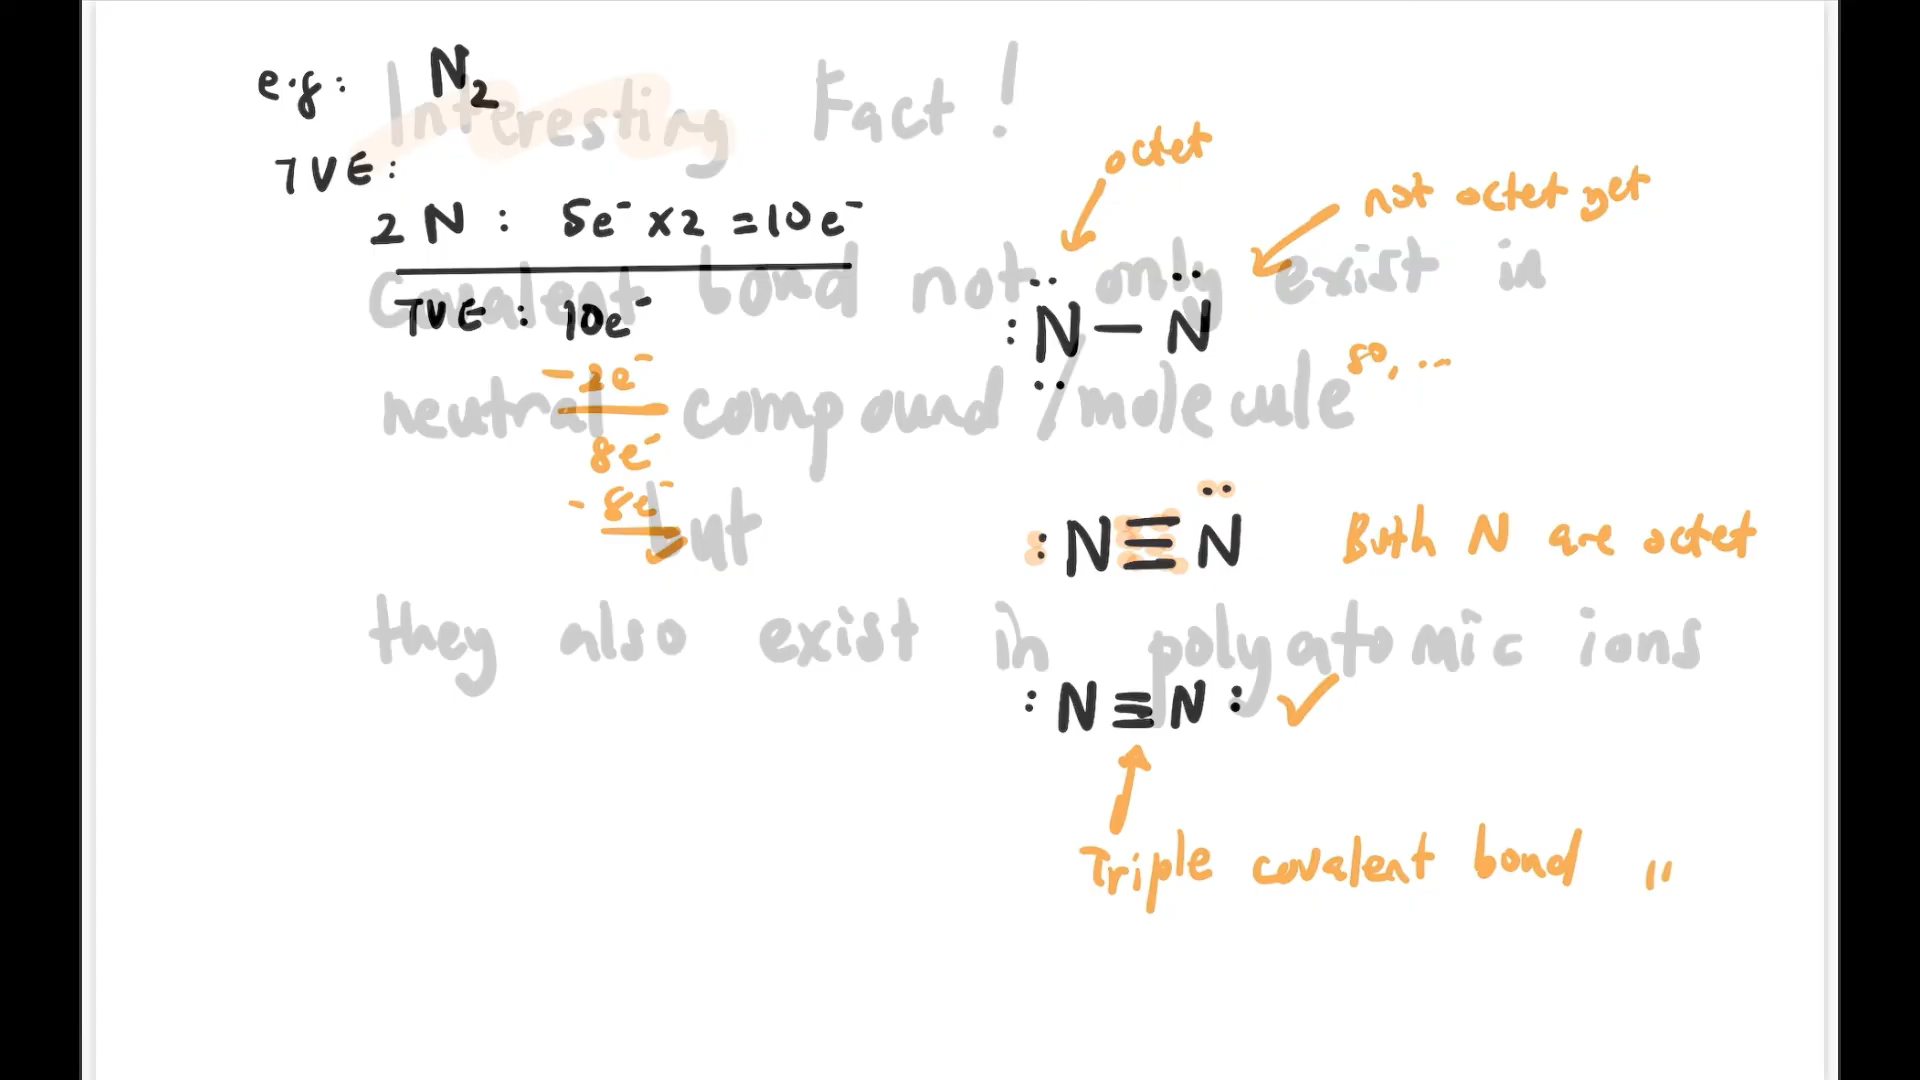 e.g: N2
TVE:
2 N : 5e⁻ x 2 = 10e⁻
TVE : 10e⁻
- 2e⁻
8e⁻
- 8e⁻
octet
not octet yet
:N̤̈ — N̈
so, ...
:N≡N̈ Both N are octet
:N≡N: ✓
Triple covalent bond "
Interesting Fact!
Covalent bond not only exist in
neutral compound/molecule
but
they also exist in polyatomic ions